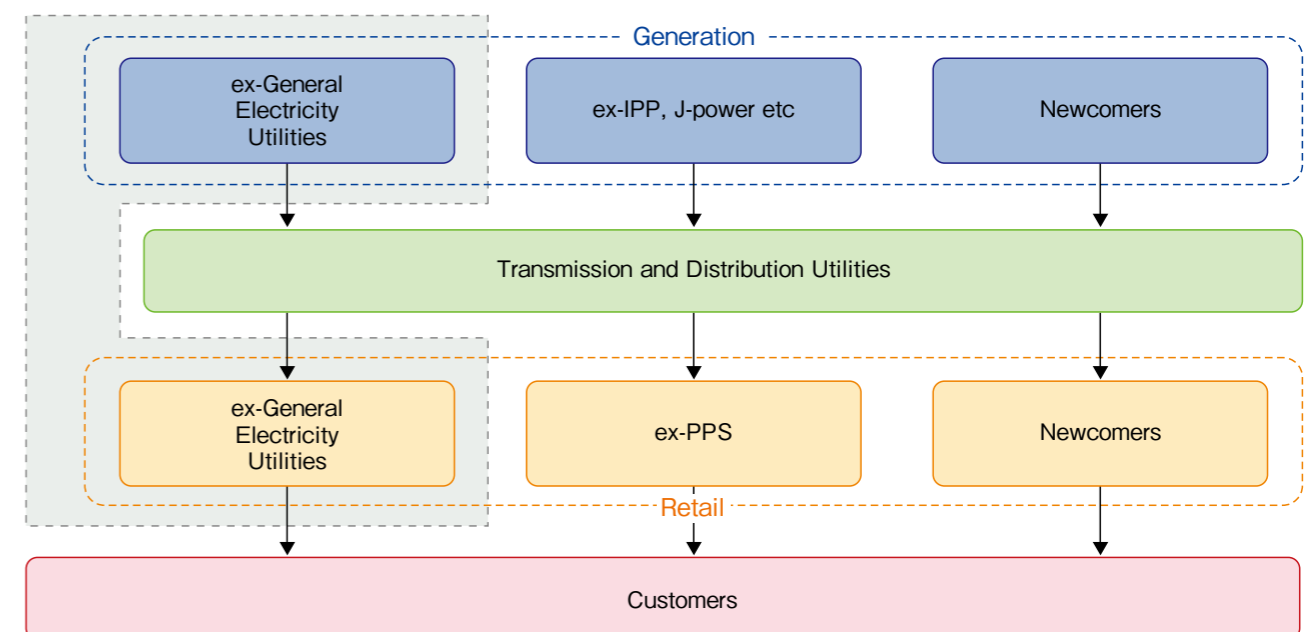 Generation
ex-General
Electricity
Utilities
ex-IPP, J-power etc
Newcomers
Transmission and Distribution Utilities
ex-General
Electricity
Utilities
ex-PPS
Newcomers
Retail
Customers